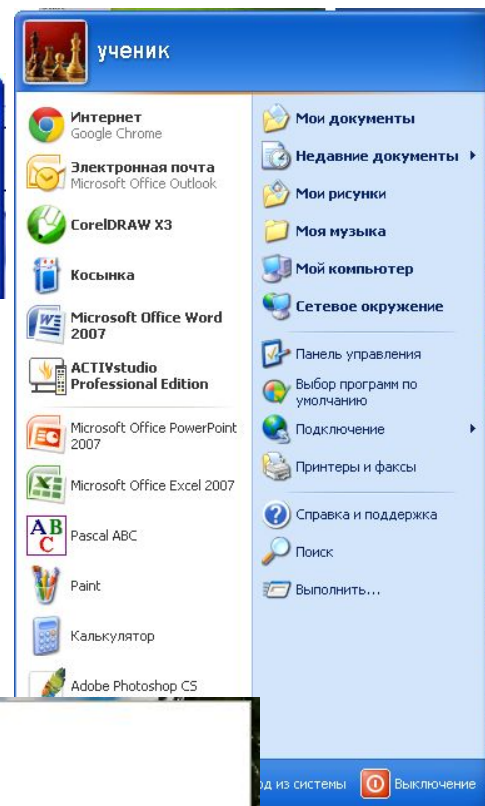 ученик
Интернет
Google Chrome
Электронная почта
Microsoft Office Outlook
CorelDRAW X3
Косынка
Microsoft Office Word
2007
ACTIVstudio
Professional Edition
Microsoft Office PowerPoint
2007
Microsoft Office Excel 2007
Pascal ABC
Paint
Калькулятор
Adobe Photoshop CS
Мои документы
Недавние документы
Мои рисунки
Моя музыка
Мой компьютер
Сетевое окружение
Панель управления
Выбор программ по
умолчанию
Подключение
Принтеры и факсы
Справка и поддержка
Поиск
Выполнить...
из системы
Выключение